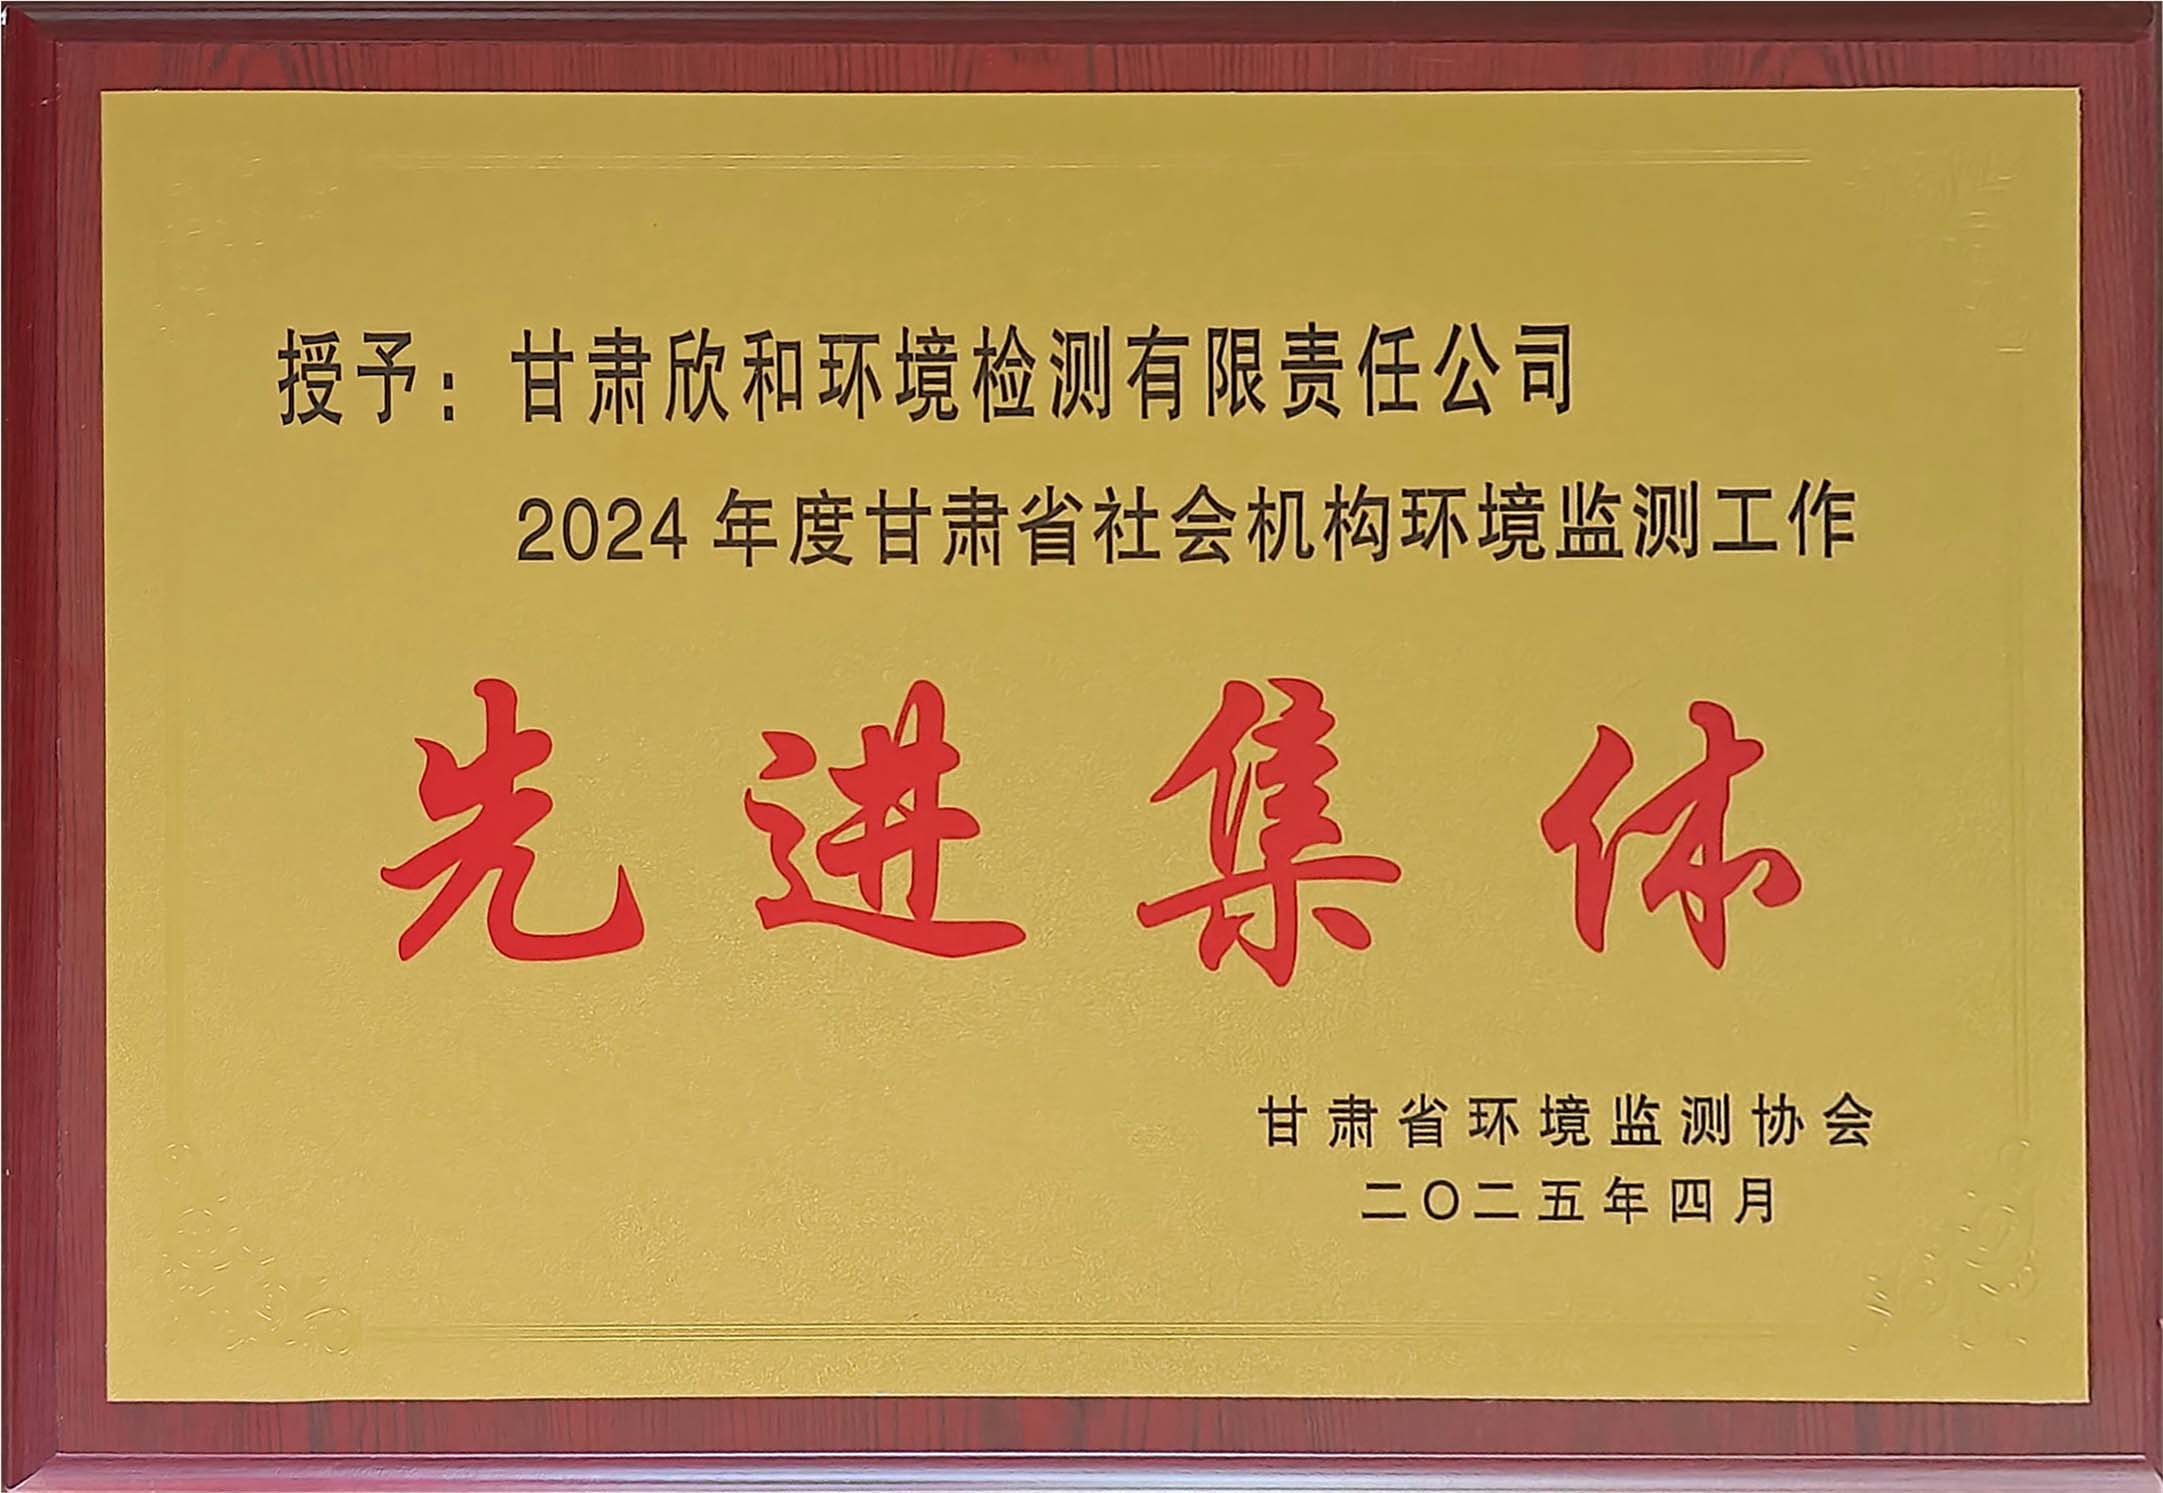 授予：甘肃欣和环境检测有限责任公司
2024年度甘肃省社会机构环境监测工作
先进集体
甘肃省环境监测协会
二〇二五年四月